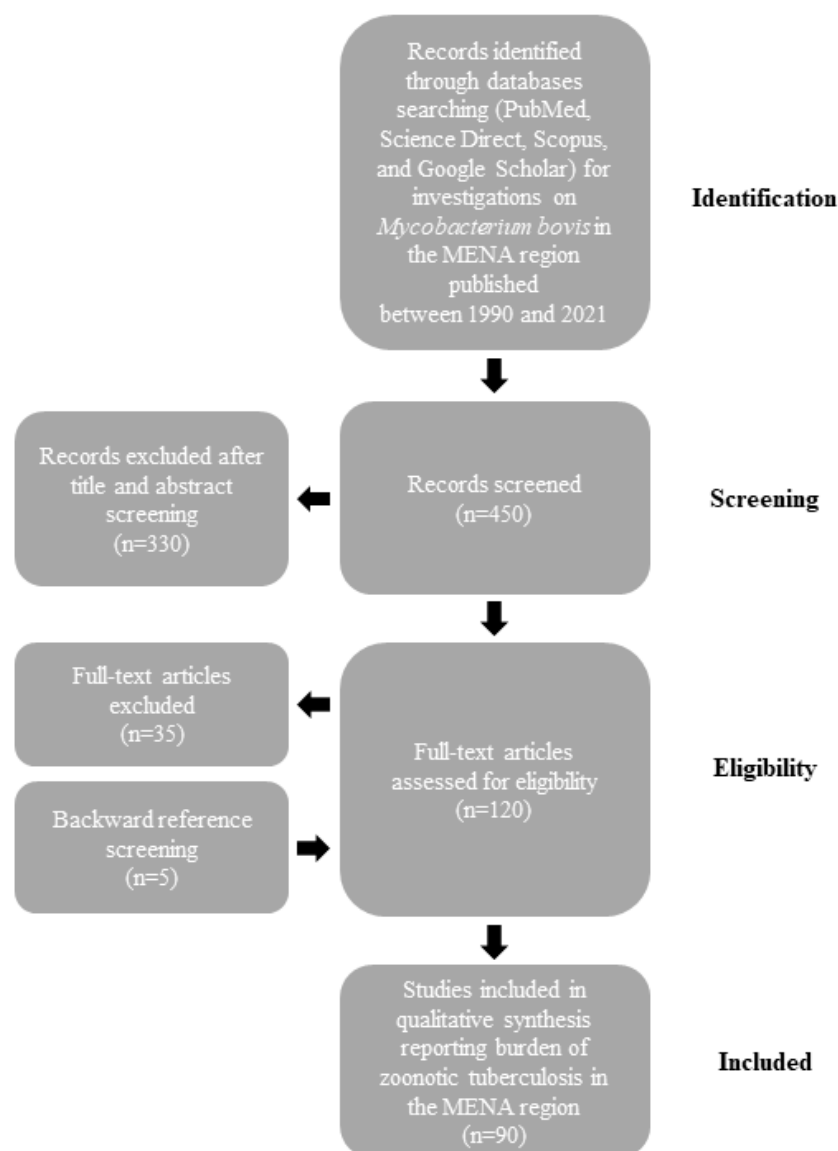 Records identified
through databases
searching (PubMed,
Science Direct, Scopus,
and Google Scholar) for
investigations on
Mycobacterium bovis in
the MENA region
published
between 1990 and 2021
Identification
Records excluded after
title and abstract
screening
(n=330)
Records screened
(n=450)
Screening
Full-text articles
excluded
(n=35)
Backward reference
screening
(n=5)
Full-text articles
assessed for eligibility
(n=120)
Eligibility
Studies included in
qualitative synthesis
reporting burden of
zoonotic tuberculosis in
the MENA region
(n=90)
Included